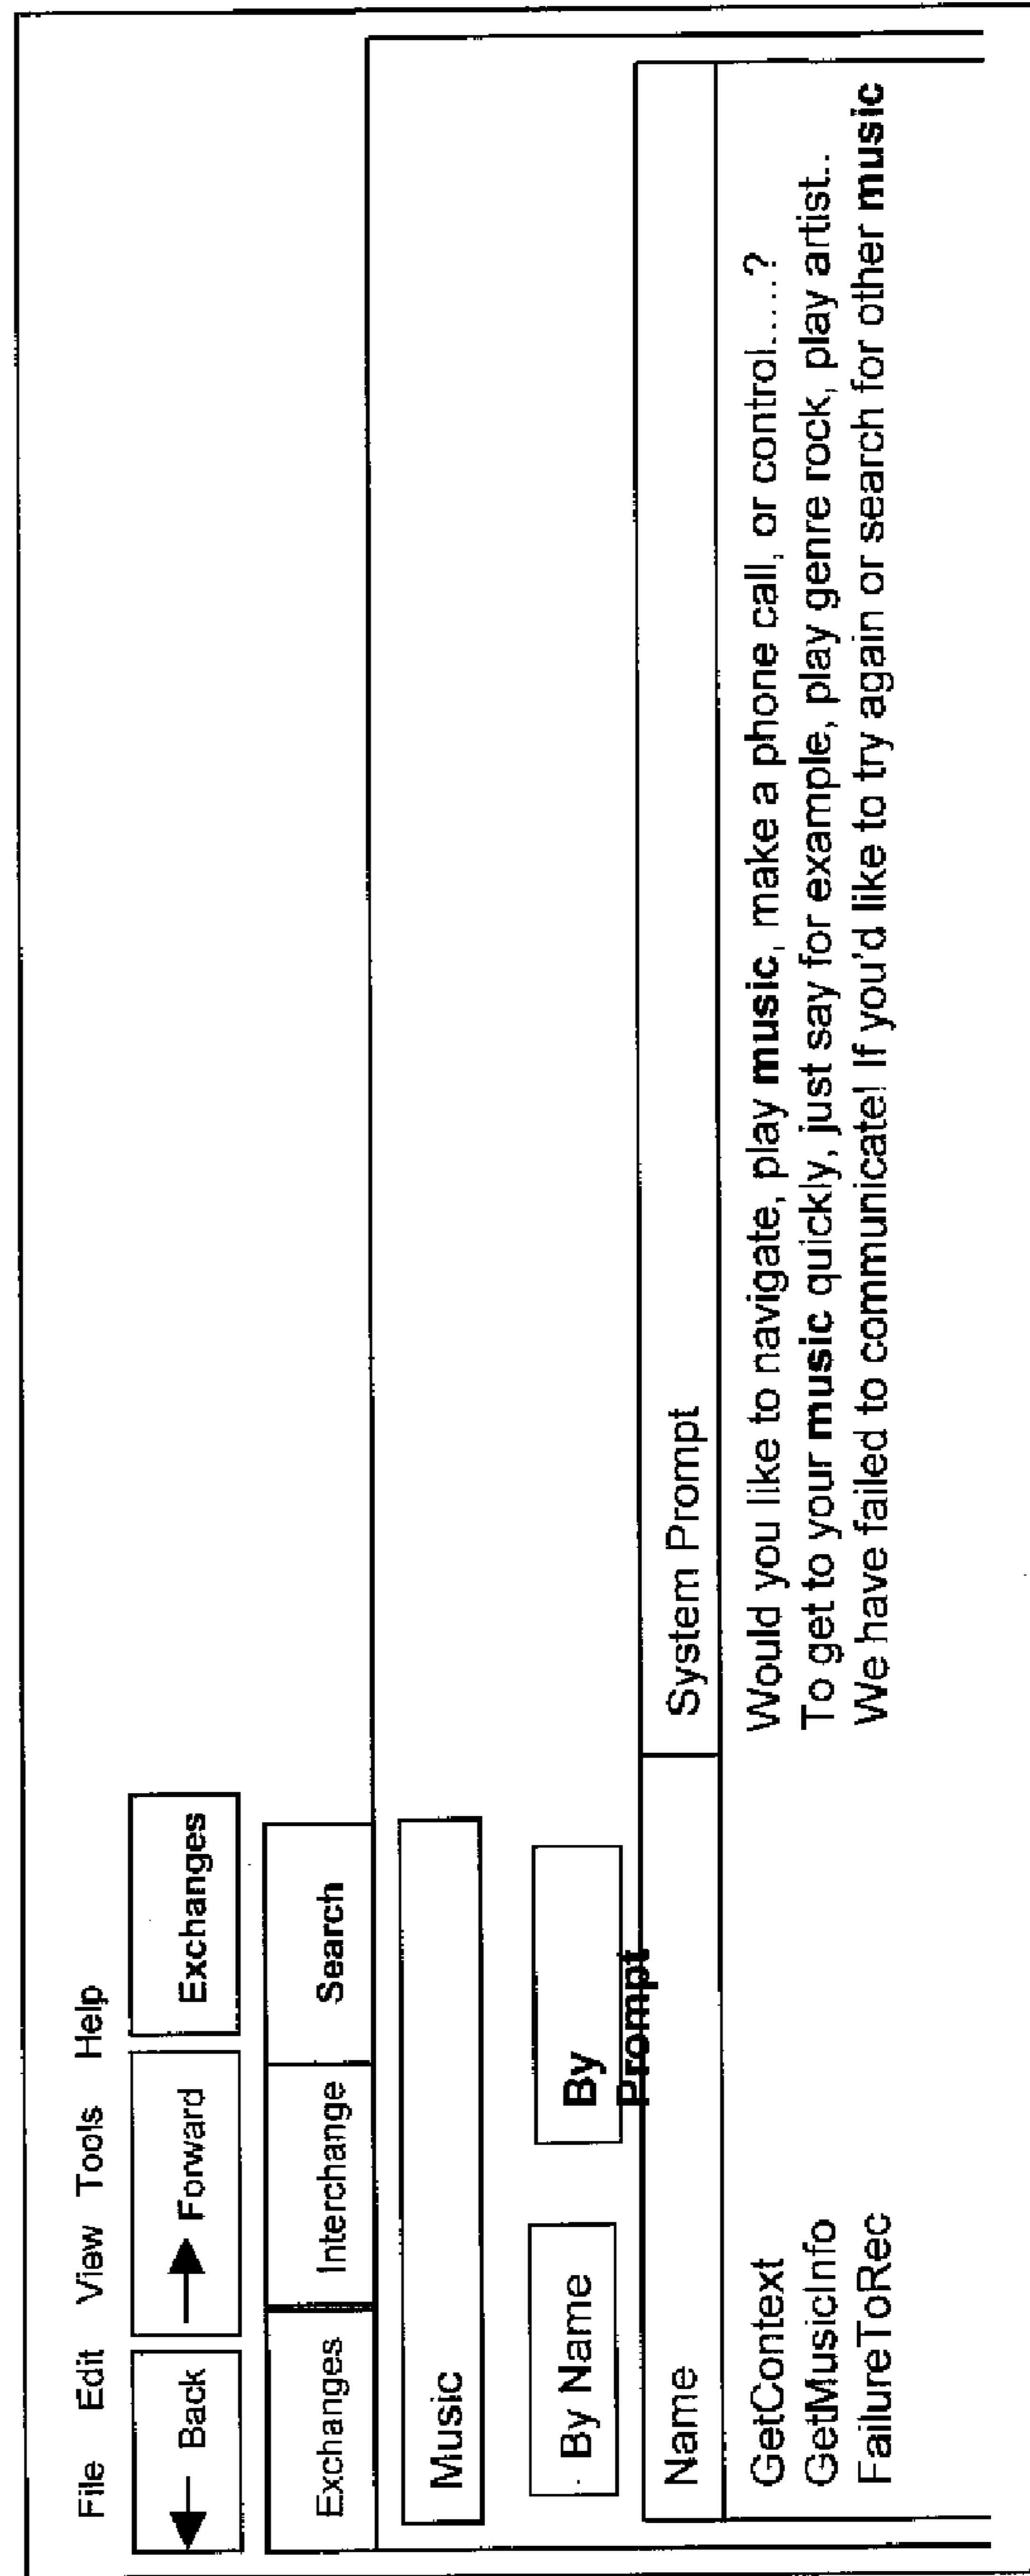 File Edit View Tools Help
Back Forward Exchanges
Exchanges Interchange Search
Music
By Name By
Prompt
Name System Prompt
GetContext Would you like to navigate, play music, make a phone call, or control.....?
GetMusicInfo To get to your music quickly, just say for example, play genre rock, play artist..
FailureToRec We have failed to communicate! If you'd like to try again or search for other music